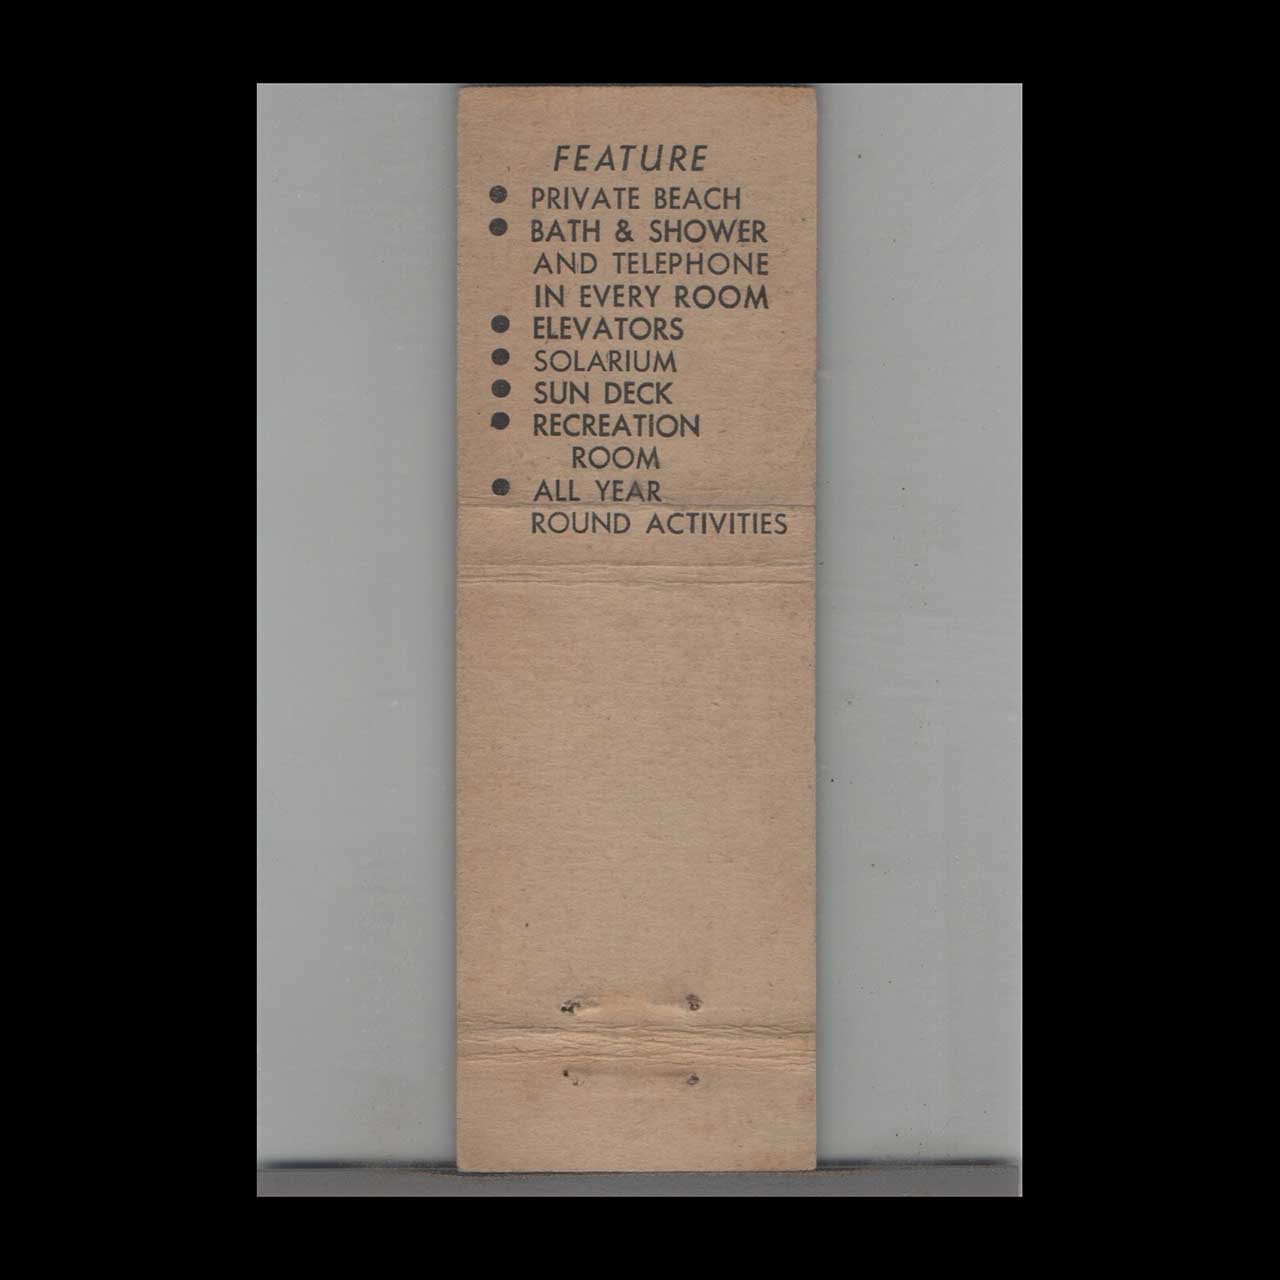 FEATURE
● PRIVATE BEACH
● BATH & SHOWER
AND TELEPHONE
IN EVERY ROOM
● ELEVATORS
● SOLARIUM
● SUN DECK
● RECREATION
ROOM
● ALL YEAR
ROUND ACTIVITIES